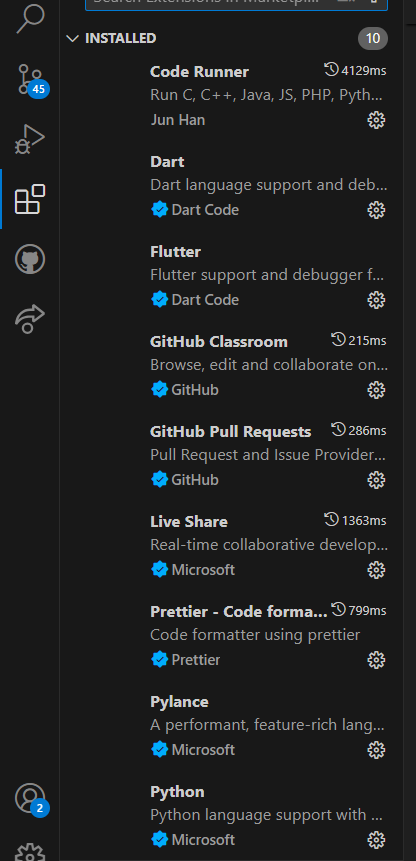 INSTALLED 10
Code Runner 4129ms
Run C, C++, Java, JS, PHP, Pyth...
Jun Han
45
Dart
Dart language support and deb...
Dart Code
Flutter
Flutter support and debugger f...
Dart Code
GitHub Classroom 215ms
Browse, edit and collaborate on...
GitHub
GitHub Pull Requests 286ms
Pull Request and Issue Provider...
GitHub
Live Share 1363ms
Real-time collaborative develop...
Microsoft
Prettier - Code forma... 799ms
Code formatter using prettier
Prettier
Pylance
A performant, feature-rich lang...
Microsoft
Python
2
Python language support with ...
Microsoft